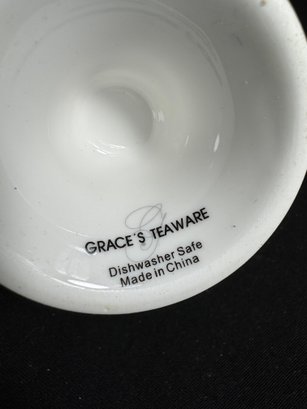 G
GRACE'S TEAWARE
Dishwasher Safe
Made in China